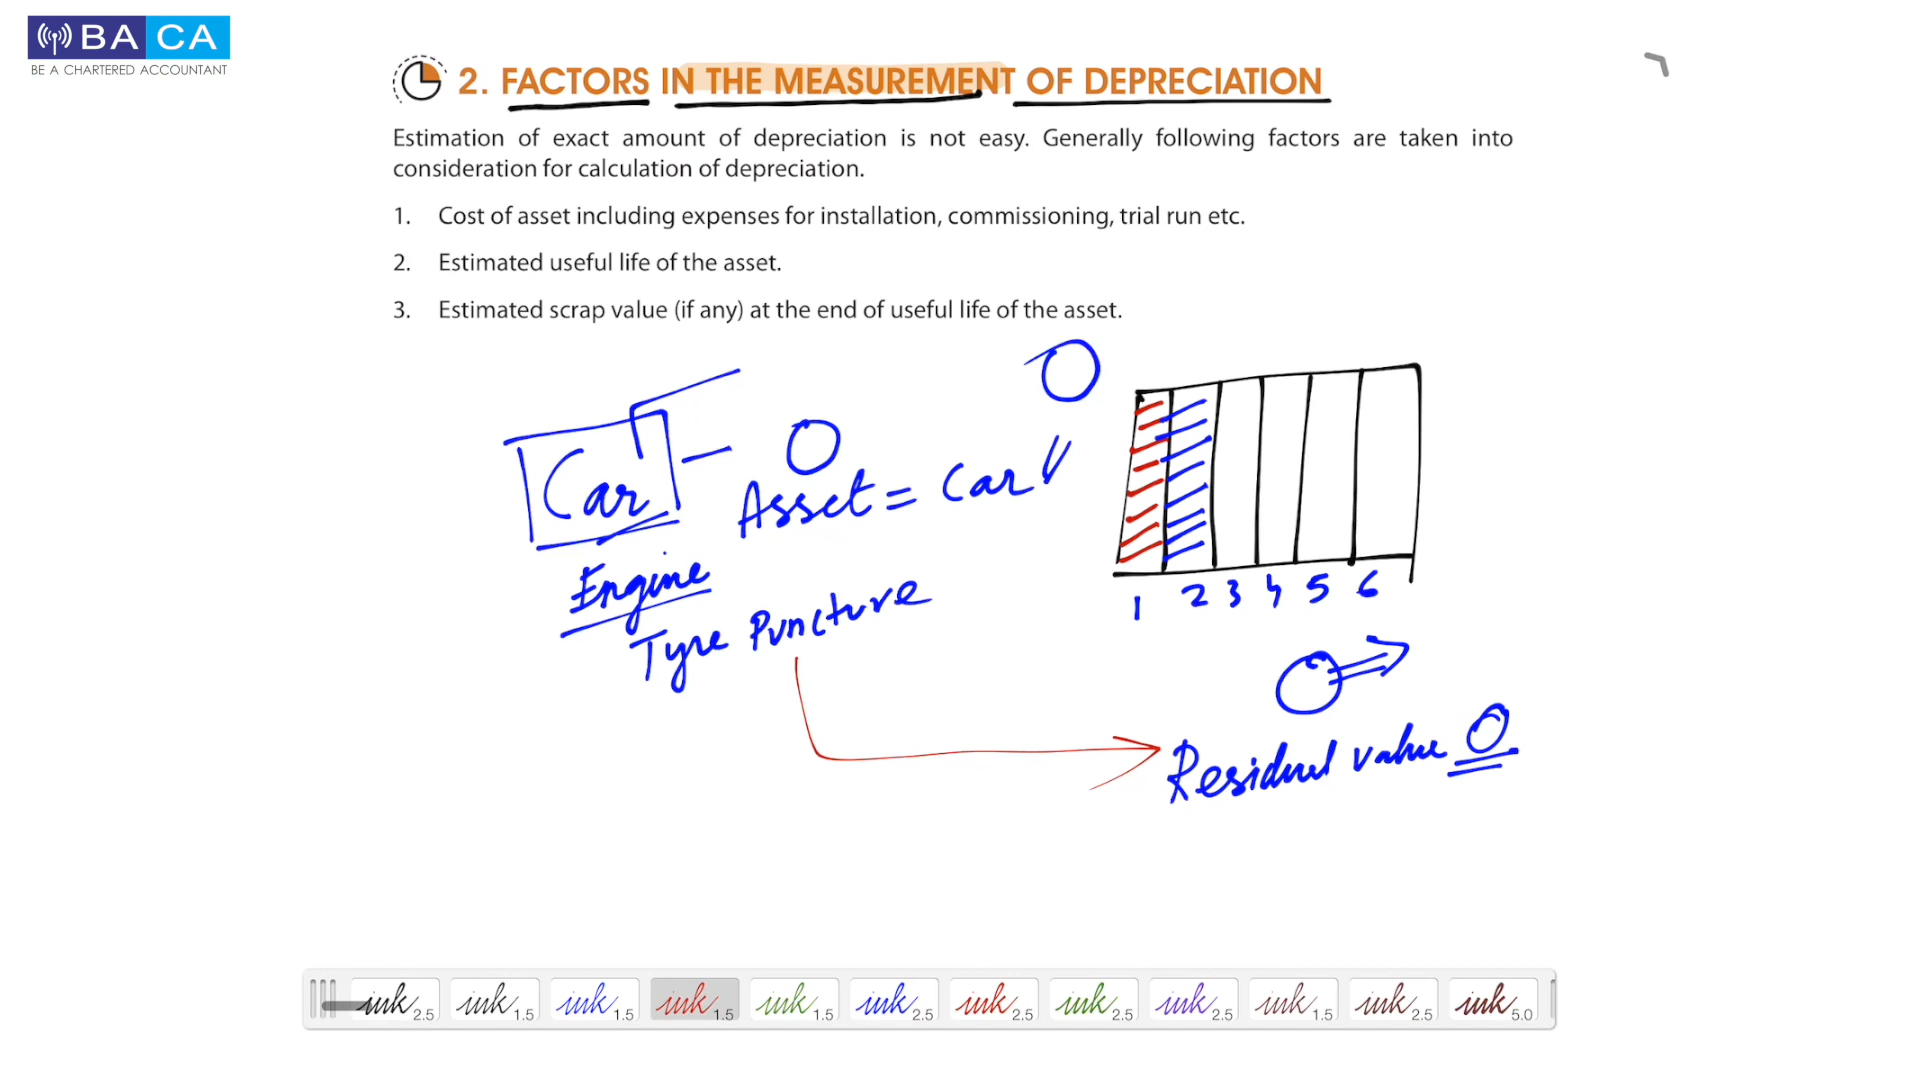 BA CA
BE A CHARTERED ACCOUNTANT
2. FACTORS IN THE MEASUREMENT OF DEPRECIATION
Estimation of exact amount of depreciation is not easy. Generally following factors are taken into
consideration for calculation of depreciation.
1. Cost of asset including expenses for installation, commissioning, trial run etc.
2. Estimated useful life of the asset.
3. Estimated scrap value (if any) at the end of useful life of the asset.
Car
Asset = Car
Engine
Tyre Puncture
1 2 3 4 5 6
Residual value 0
ink 2.5 ink 1.5 ink 1.5 ink 1.5 ink 1.5 ink 2.5 ink 2.5 ink 2.5 ink 2.5 ink 1.5 ink 2.5 ink 5.0